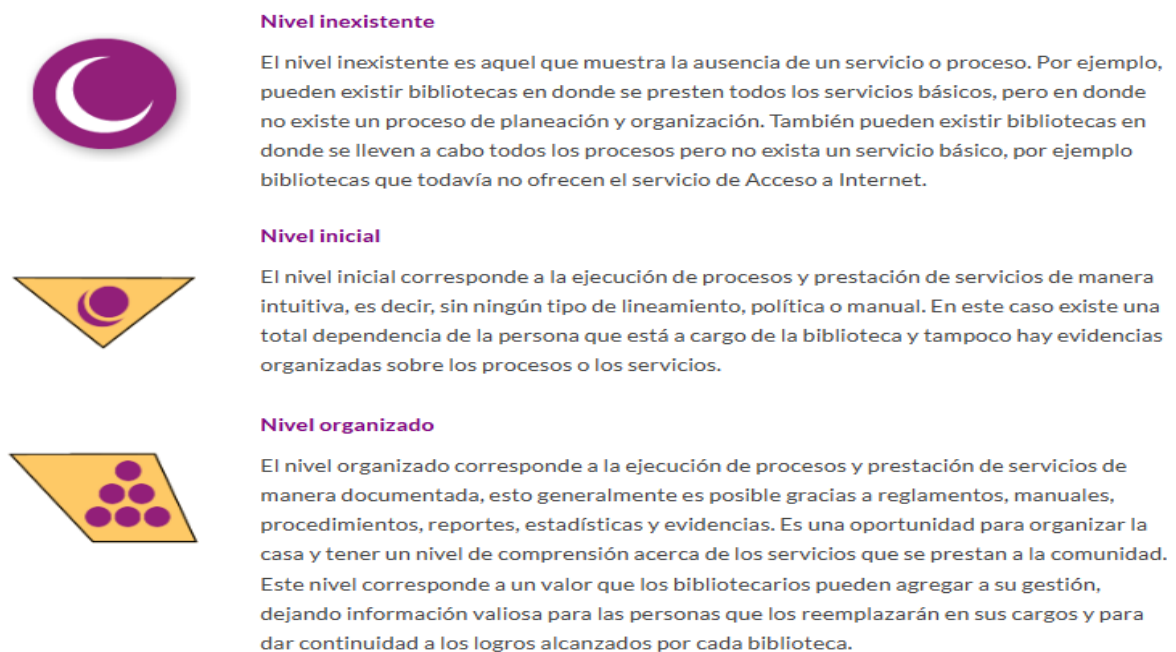 Nivel inexistente
El nivel inexistente es aquel que muestra la ausencia de un servicio o proceso. Por ejemplo,
pueden existir bibliotecas en donde se presten todos los servicios básicos, pero en donde
no existe un proceso de planeación y organización. También pueden existir bibliotecas en
donde se lleven a cabo todos los procesos pero no exista un servicio básico, por ejemplo
bibliotecas que todavía no ofrecen el servicio de Acceso a Internet.
Nivel inicial
El nivel inicial corresponde a la ejecución de procesos y prestación de servicios de manera
intuitiva, es decir, sin ningún tipo de lineamiento, política o manual. En este caso existe una
total dependencia de la persona que está a cargo de la biblioteca y tampoco hay evidencias
organizadas sobre los procesos o los servicios.
Nivel organizado
El nivel organizado corresponde a la ejecución de procesos y prestación de servicios de
manera documentada, esto generalmente es posible gracias a reglamentos, manuales,
procedimientos, reportes, estadísticas y evidencias. Es una oportunidad para organizar la
casa y tener un nivel de comprensión acerca de los servicios que se prestan a la comunidad.
Este nivel corresponde a un valor que los bibliotecarios pueden agregar a su gestión,
dejando información valiosa para las personas que los reemplazarán en sus cargos y para
dar continuidad a los logros alcanzados por cada biblioteca.